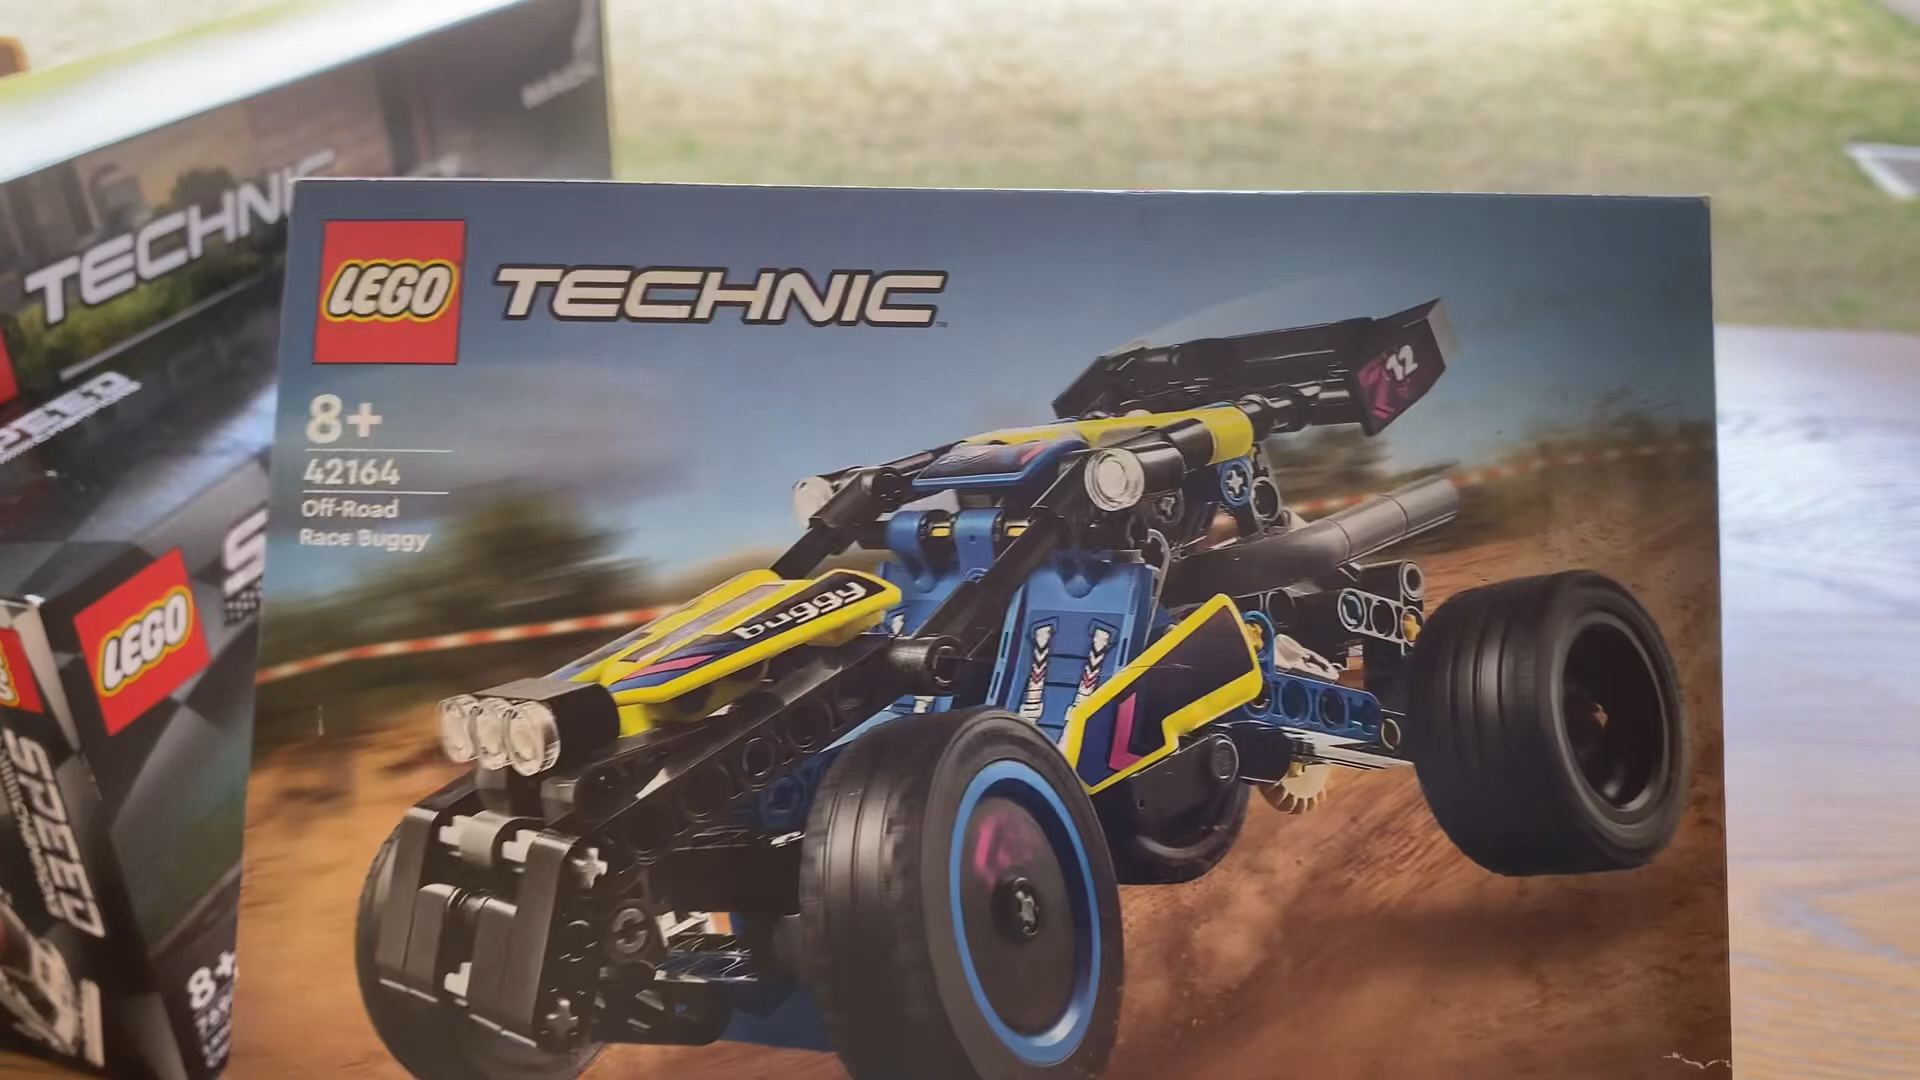 TECHNIC
LEGO
TECHNIC
8+
42164
Off-Road
Race Buggy
12
buggy
LEGO
SPEED
8+